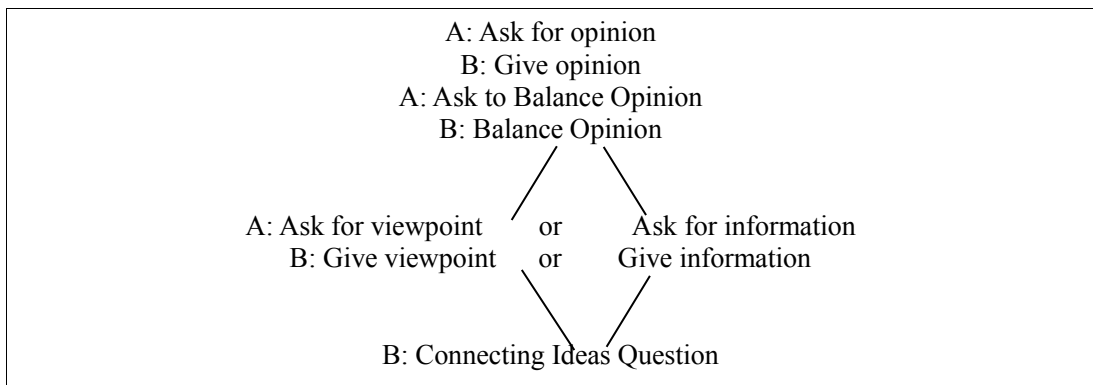 A: Ask for opinion
B: Give opinion
A: Ask to Balance Opinion
B: Balance Opinion
A: Ask for viewpoint or Ask for information
B: Give viewpoint or Give information
B: Connecting Ideas Question